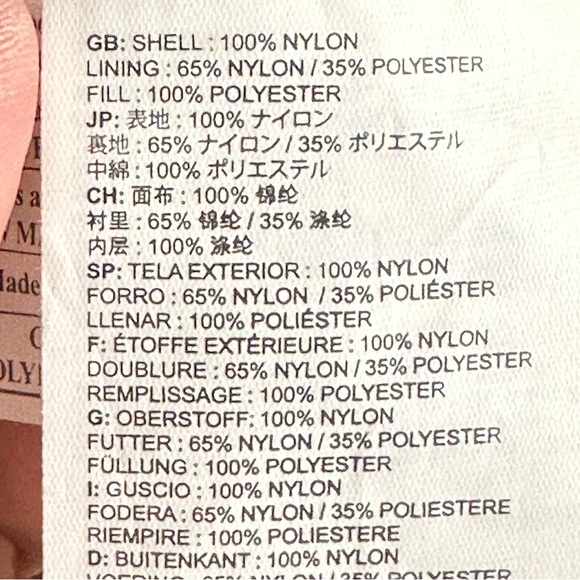 GB: SHELL : 100% NYLON
LINING : 65% NYLON / 35% POLYESTER
FILL : 100% POLYESTER
JP: 表地 : 100% ナイロン
裏地 : 65% ナイロン / 35% ポリエステル
中綿 : 100% ポリエステル
CH: 面布 : 100% 锦纶
衬里 : 65% 锦纶 / 35% 涤纶
内层 : 100% 涤纶
SP: TELA EXTERIOR : 100% NYLON
FORRO : 65% NYLON / 35% POLIÉSTER
LLENAR : 100% POLIÉSTER
F: ÉTOFFE EXTÉRIEURE : 100% NYLON
DOUBLURE : 65% NYLON / 35% POLYESTER
REMPLISSAGE : 100% POLYESTER
G: OBERSTOFF: 100% NYLON
FUTTER : 65% NYLON / 35% POLYESTER
FÜLLUNG : 100% POLYESTER
I: GUSCIO : 100% NYLON
FODERA : 65% NYLON / 35% POLIESTERE
RIEMPIRE : 100% POLIESTERE
D: BUITENKANT : 100% NYLON
VOERING : 65% NYLON / 35% POLYESTER